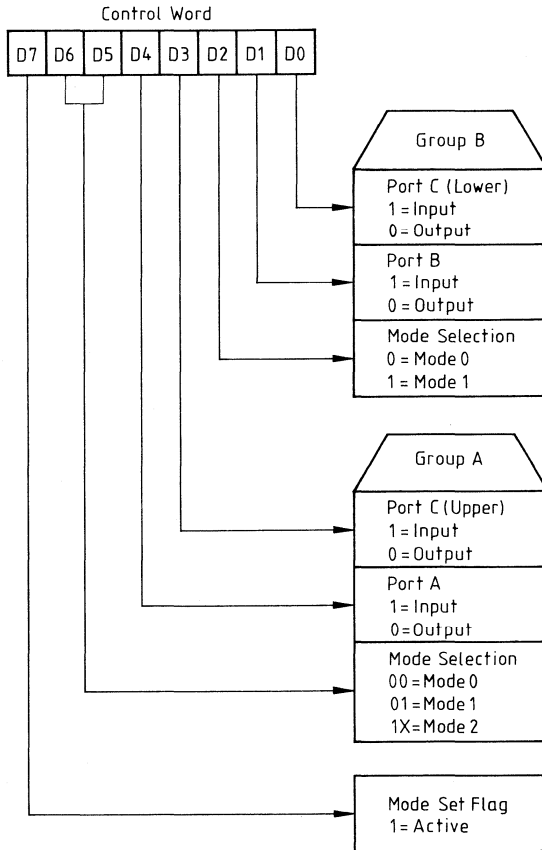 Control Word
D7 D6 D5 D4 D3 D2 D1 D0
Group B
Port C (Lower)
1 = Input
0 = Output
Port B
1 = Input
0 = Output
Mode Selection
0 = Mode 0
1 = Mode 1
Group A
Port C (Upper)
1 = Input
0 = Output
Port A
1 = Input
0 = Output
Mode Selection
00 = Mode 0
01 = Mode 1
1X = Mode 2
Mode Set Flag
1 = Active